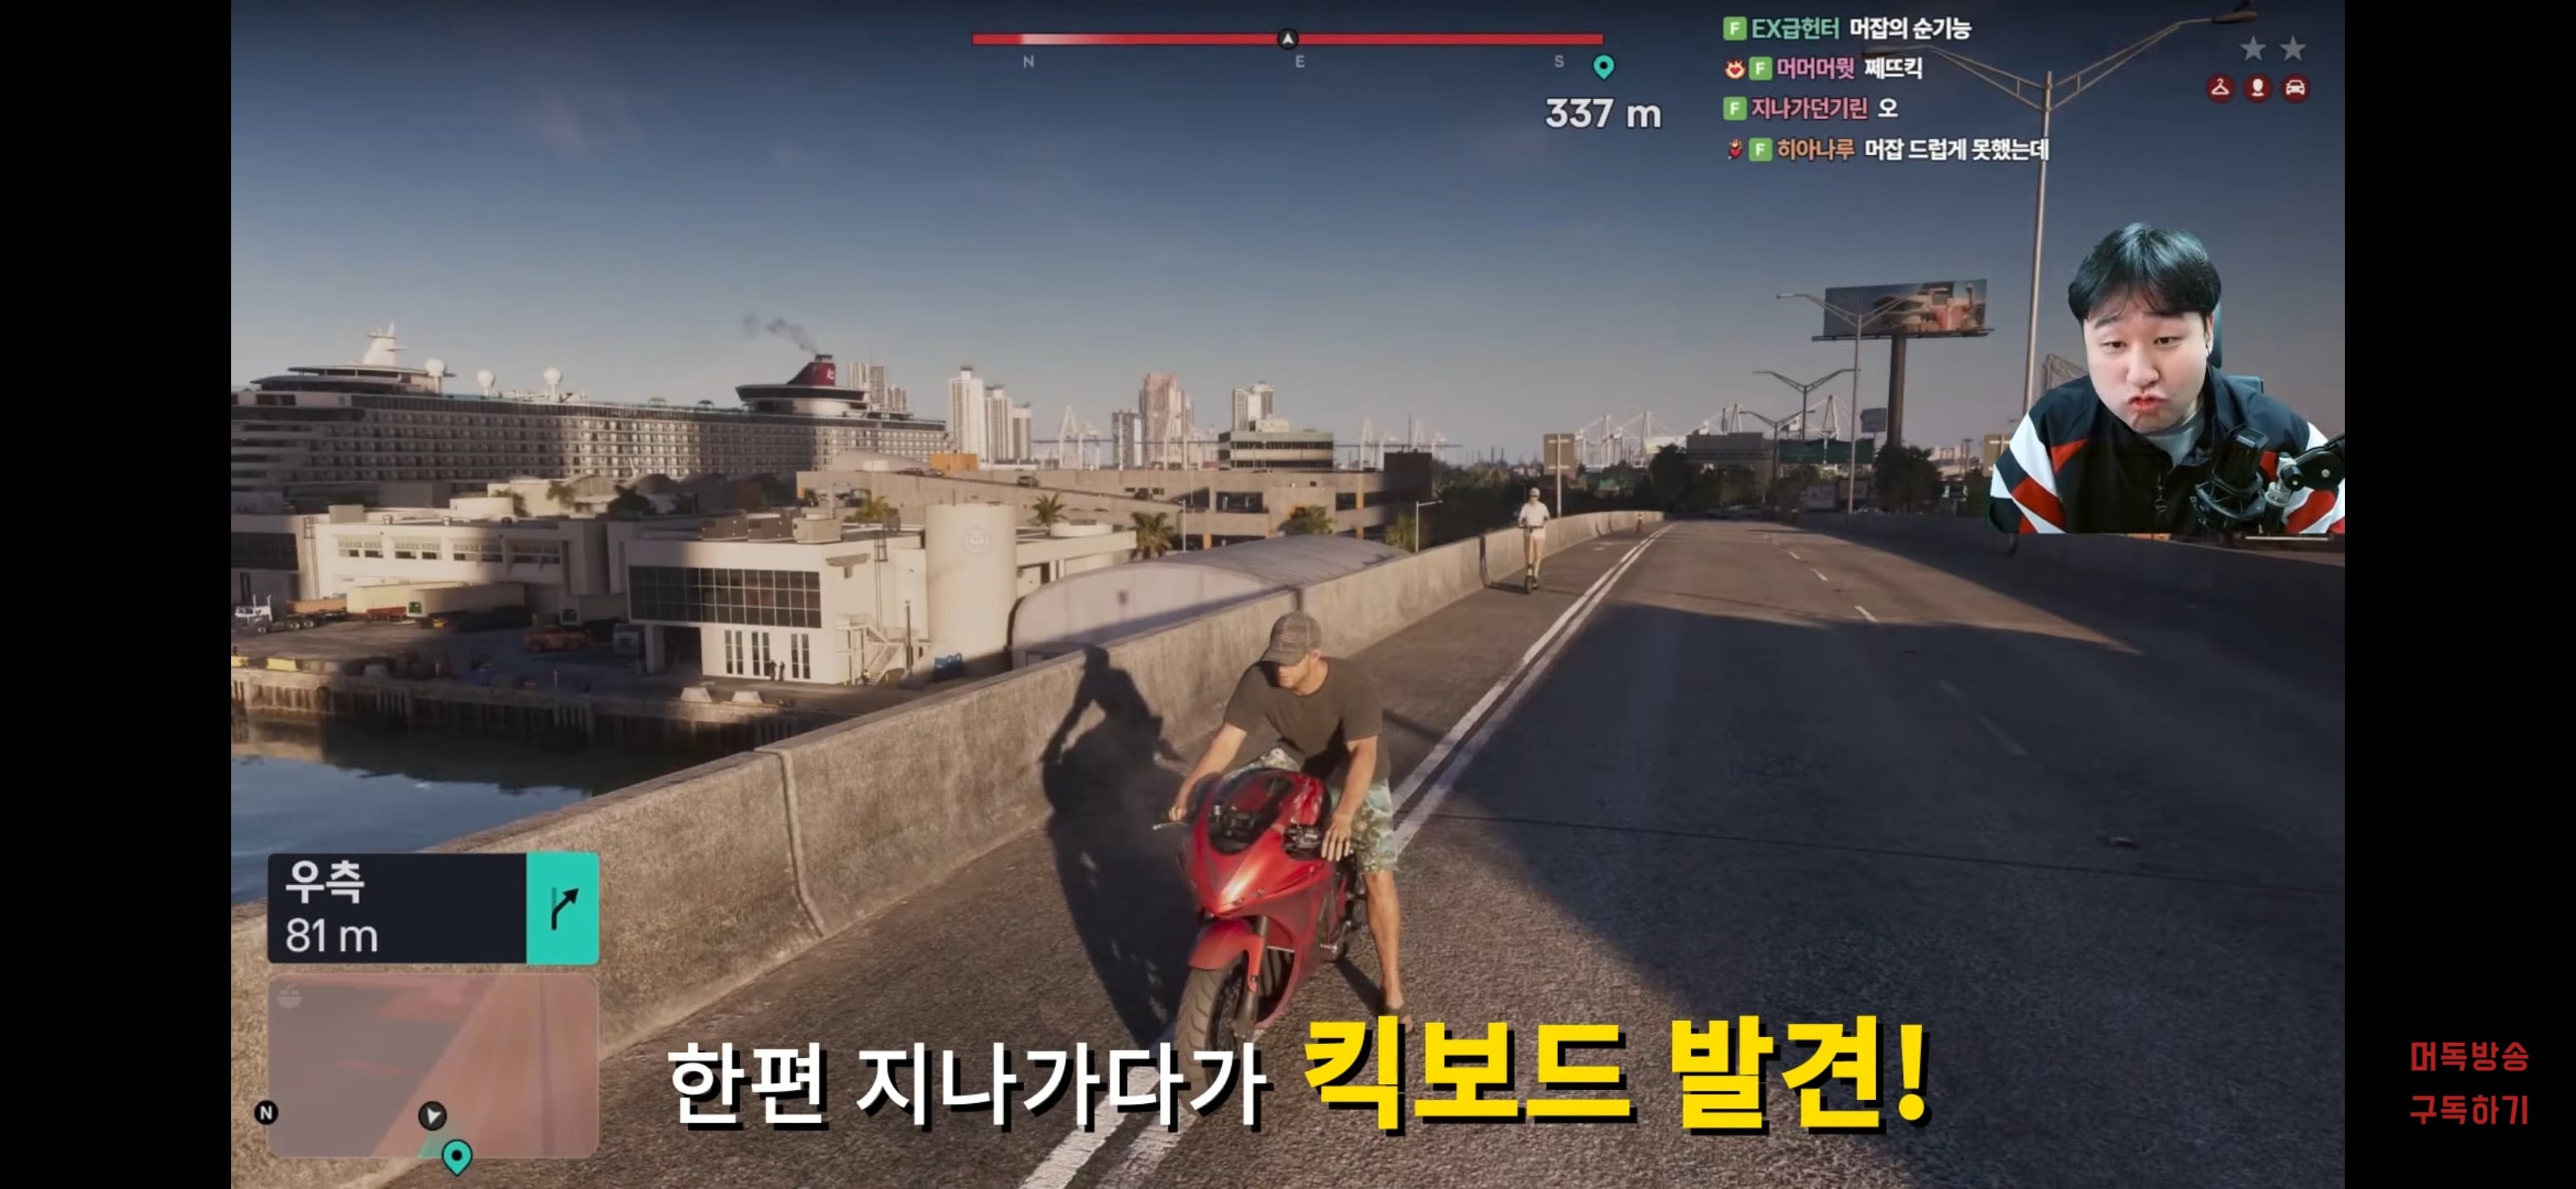 N
E
S
337 m
F EX급헌터 머잡의 순기능
F 머머머뭣 쩨뜨킥
F 지나가던기린 오
F 히아나루 머잡 드럽게 못했는데
우측
81 m
N
한편 지나가다가 킥보드 발견!
머독방송
구독하기